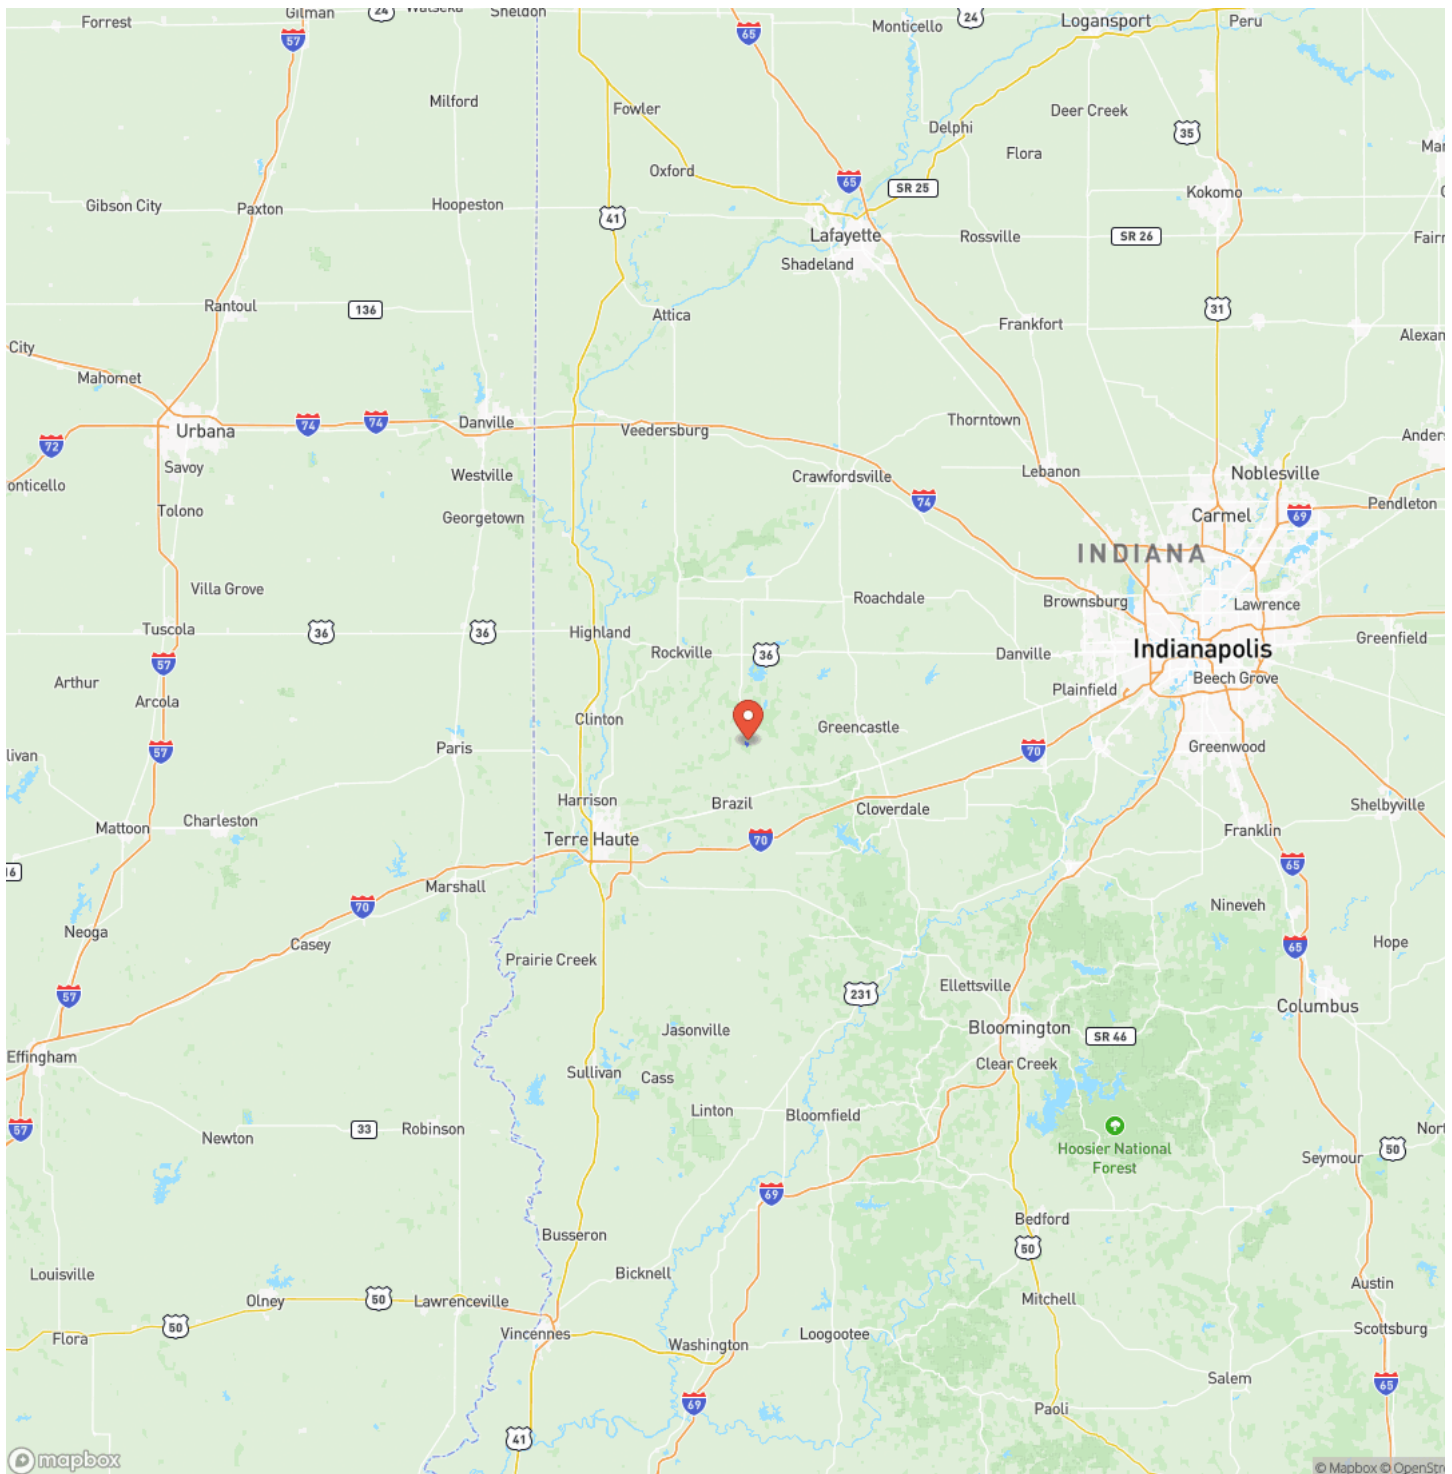 Forrest
Gilman
24
Watseka
Sheldon
57
65
Monticello
24
Logansport
Peru
Milford
Fowler
Delphi
Deer Creek
35
Flora
Oxford
65
SR 25
Kokomo
Gibson City
Paxton
Hoopeston
41
Lafayette
Rossville
SR 26
Shadeland
Rantoul
136
Attica
Frankfort
31
City
Mahomet
Urbana
74
74
Danville
Veedersburg
Thorntown
72
Savoy
Westville
Crawfordsville
Lebanon
Noblesville
Tolono
Georgetown
74
Carmel
69
Pendleton
INDIANA
Villa Grove
Roachdale
Brownsburg
Lawrence
Tuscola
36
36
Highland
Rockville
36
Danville
Indianapolis
Greenfield
57
Arthur
Arcola
Plainfield
Beech Grove
Clinton
Greencastle
57
Paris
70
Greenwood
Harrison
Brazil
Cloverdale
Shelbyville
Mattoon
Charleston
Terre Haute
70
Franklin
65
Marshall
70
Nineveh
Neoga
Casey
65
Hope
Prairie Creek
57
231
Ellettsville
Columbus
Jasonville
Bloomington
SR 46
Effingham
Sullivan
Cass
Clear Creek
57
Newton
33
Robinson
Linton
Bloomfield
Hoosier National
Forest
50
Seymour
69
Bedford
Busseron
50
Louisville
Bicknell
Olney
50
Lawrenceville
Mitchell
Austin
50
Flora
Vincennes
Washington
Loogootee
Scottsburg
Salem
65
69
Paoli
41
mapbox
© Mapbox © OpenStre